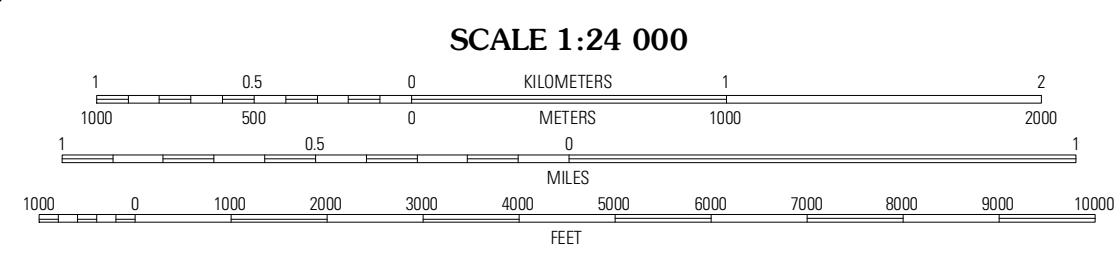 SCALE 1:24 000
1 0.5 0 KILOMETERS 1 2
1000 500 0 METERS 1000 2000
1 0.5 0 1
MILES
1000 0 1000 2000 3000 4000 5000 6000 7000 8000 9000 10000
FEET